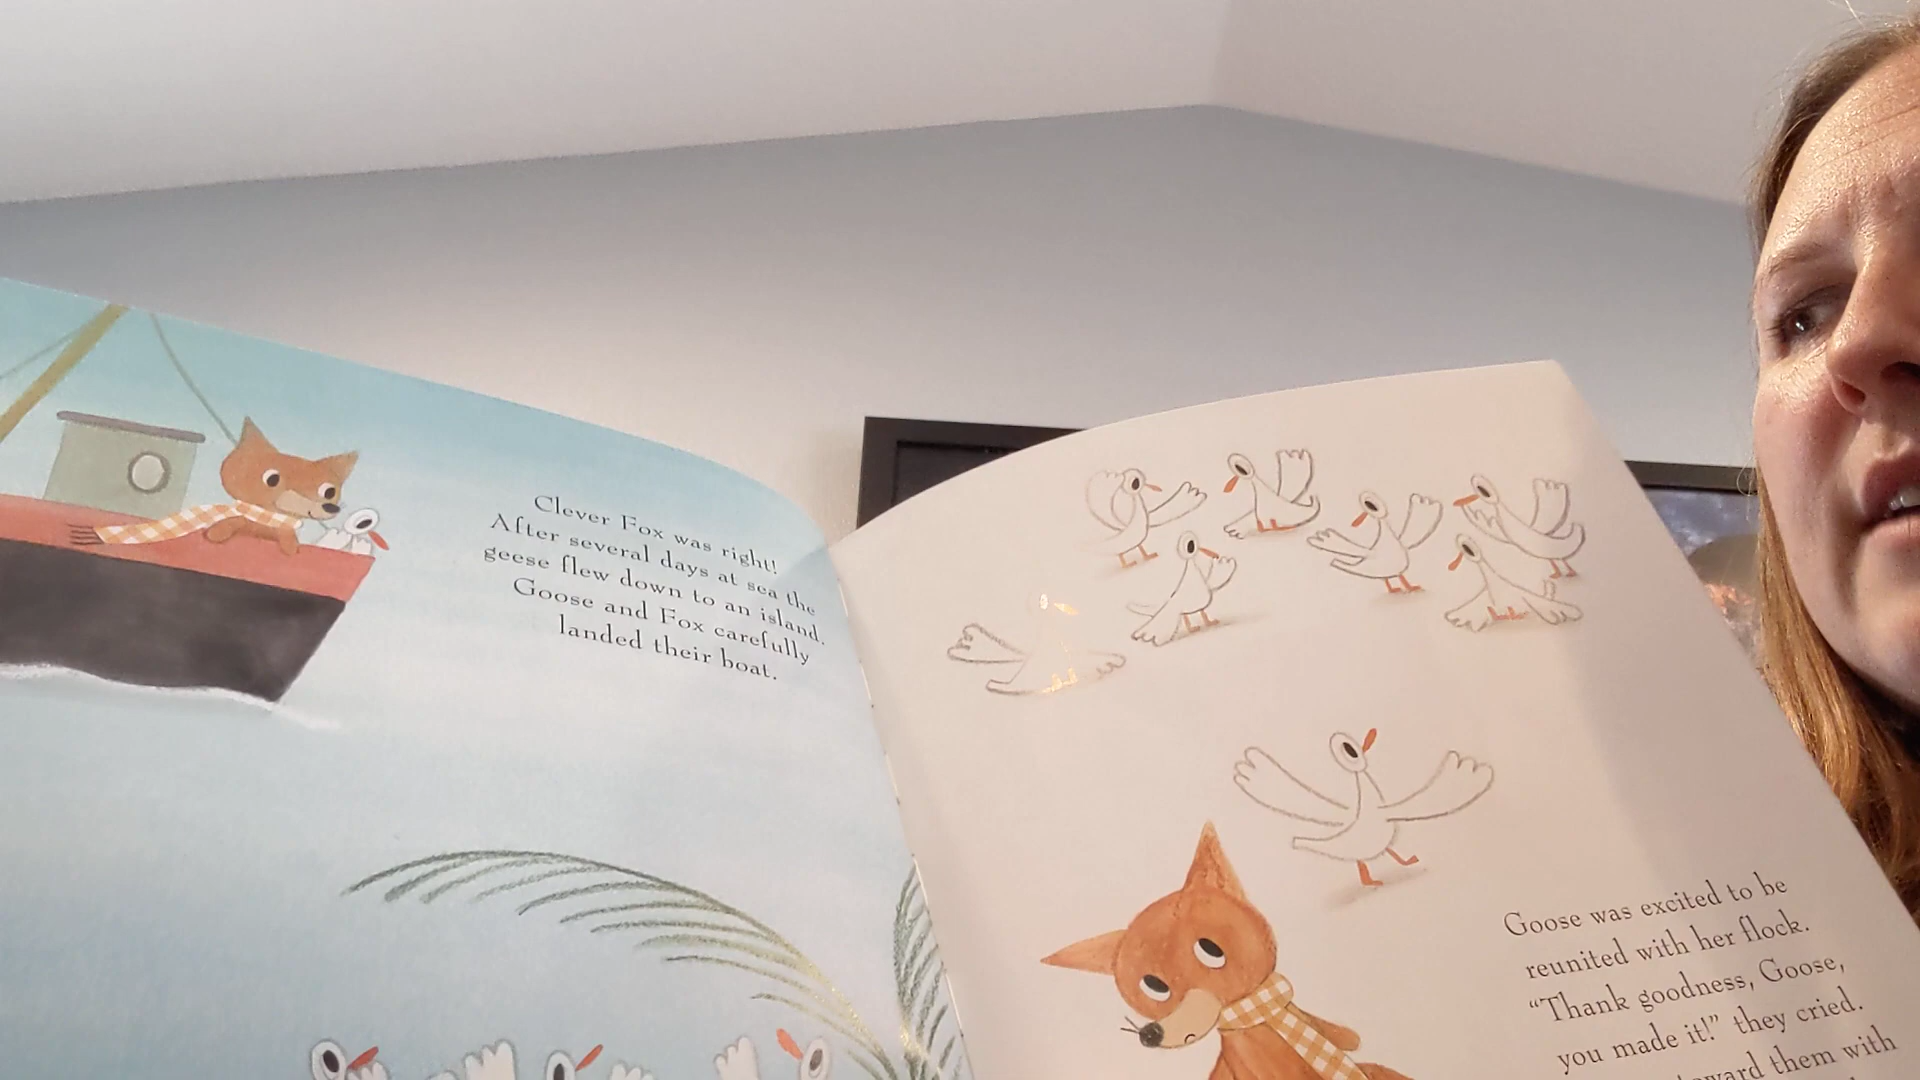 Clever Fox was right!
After several days at sea the
geese flew down to an island.
Goose and Fox carefully
landed their boat.
Goose was excited to be
reunited with her flock.
“Thank goodness, Goose,
you made it!” they cried.
them with